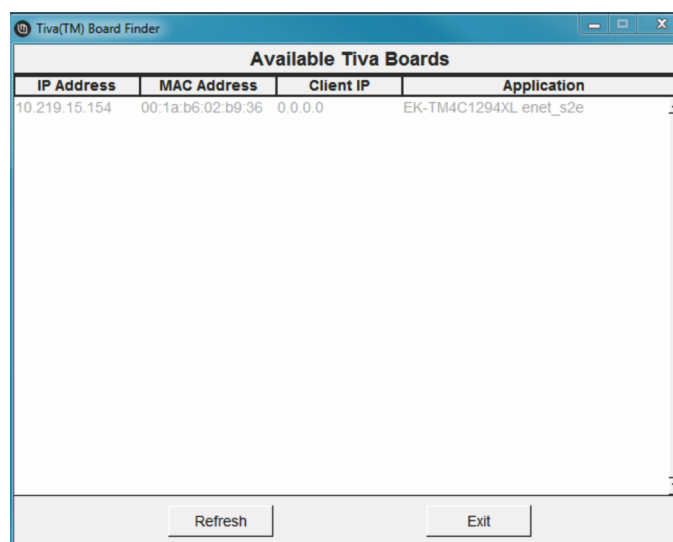 Tiva(TM) Board Finder
Available Tiva Boards
IP Address MAC Address Client IP Application
10.219.15.154 00:1a:b6:02:b9:36 0.0.0.0 EK-TM4C1294XL enet_s2e
Refresh Exit